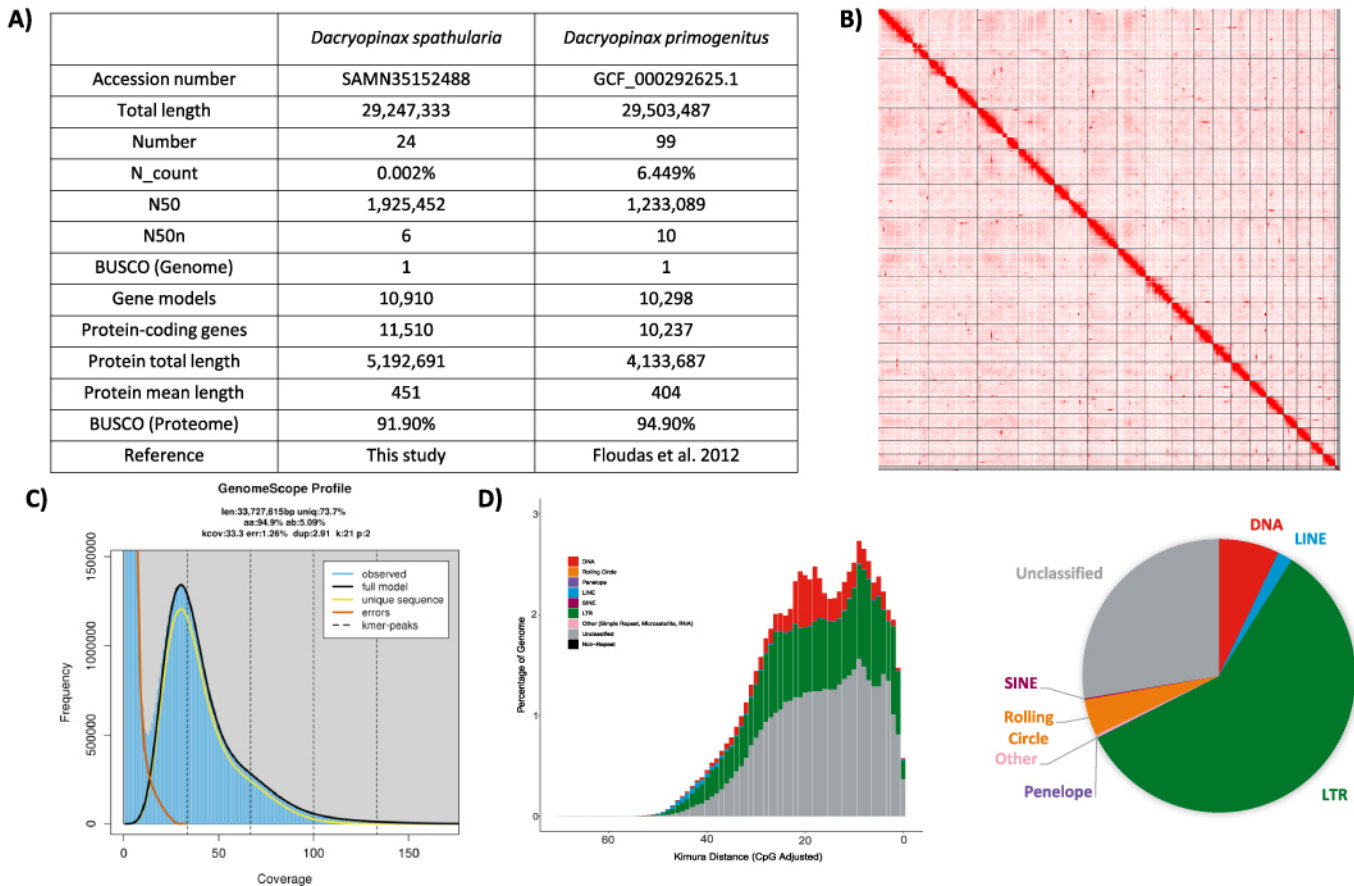 A)
Dacryopinax spathularia Dacryopinax primogenitus
Accession number SAMN35152488 GCF_000292625.1
Total length 29,247,333 29,503,487
Number 24 99
N_count 0.002% 6.449%
N50 1,925,452 1,233,089
N50n 6 10
BUSCO (Genome) 1 1
Gene models 10,910 10,298
Protein-coding genes 11,510 10,237
Protein total length 5,192,691 4,133,687
Protein mean length 451 404
BUSCO (Proteome) 91.90% 94.90%
Reference This study Floudas et al. 2012
B)
C)
GenomeScope Profile
len:33,727,615bp uniq:73.7%
aa:94.9% ab:5.09%
kcov:33.3 err:1.26% dup:2.91 k:21 p:2
observed
full model
unique sequence
errors
kmer-peaks
Frequency
1500000
1000000
500000
0
0 50 100 150
Coverage
D)
DNA
Rolling Circle
Penelope
LINE
SINE
LTR
Other (Simple Repeat, Microsatellite, RNA)
Unclassified
Non-Repeat
Percentage of Genome
3
2
1
0
60 40 20 0
Kimura Distance (CpG Adjusted)
DNA
LINE
Unclassified
SINE
Rolling
Circle
Other
Penelope
LTR